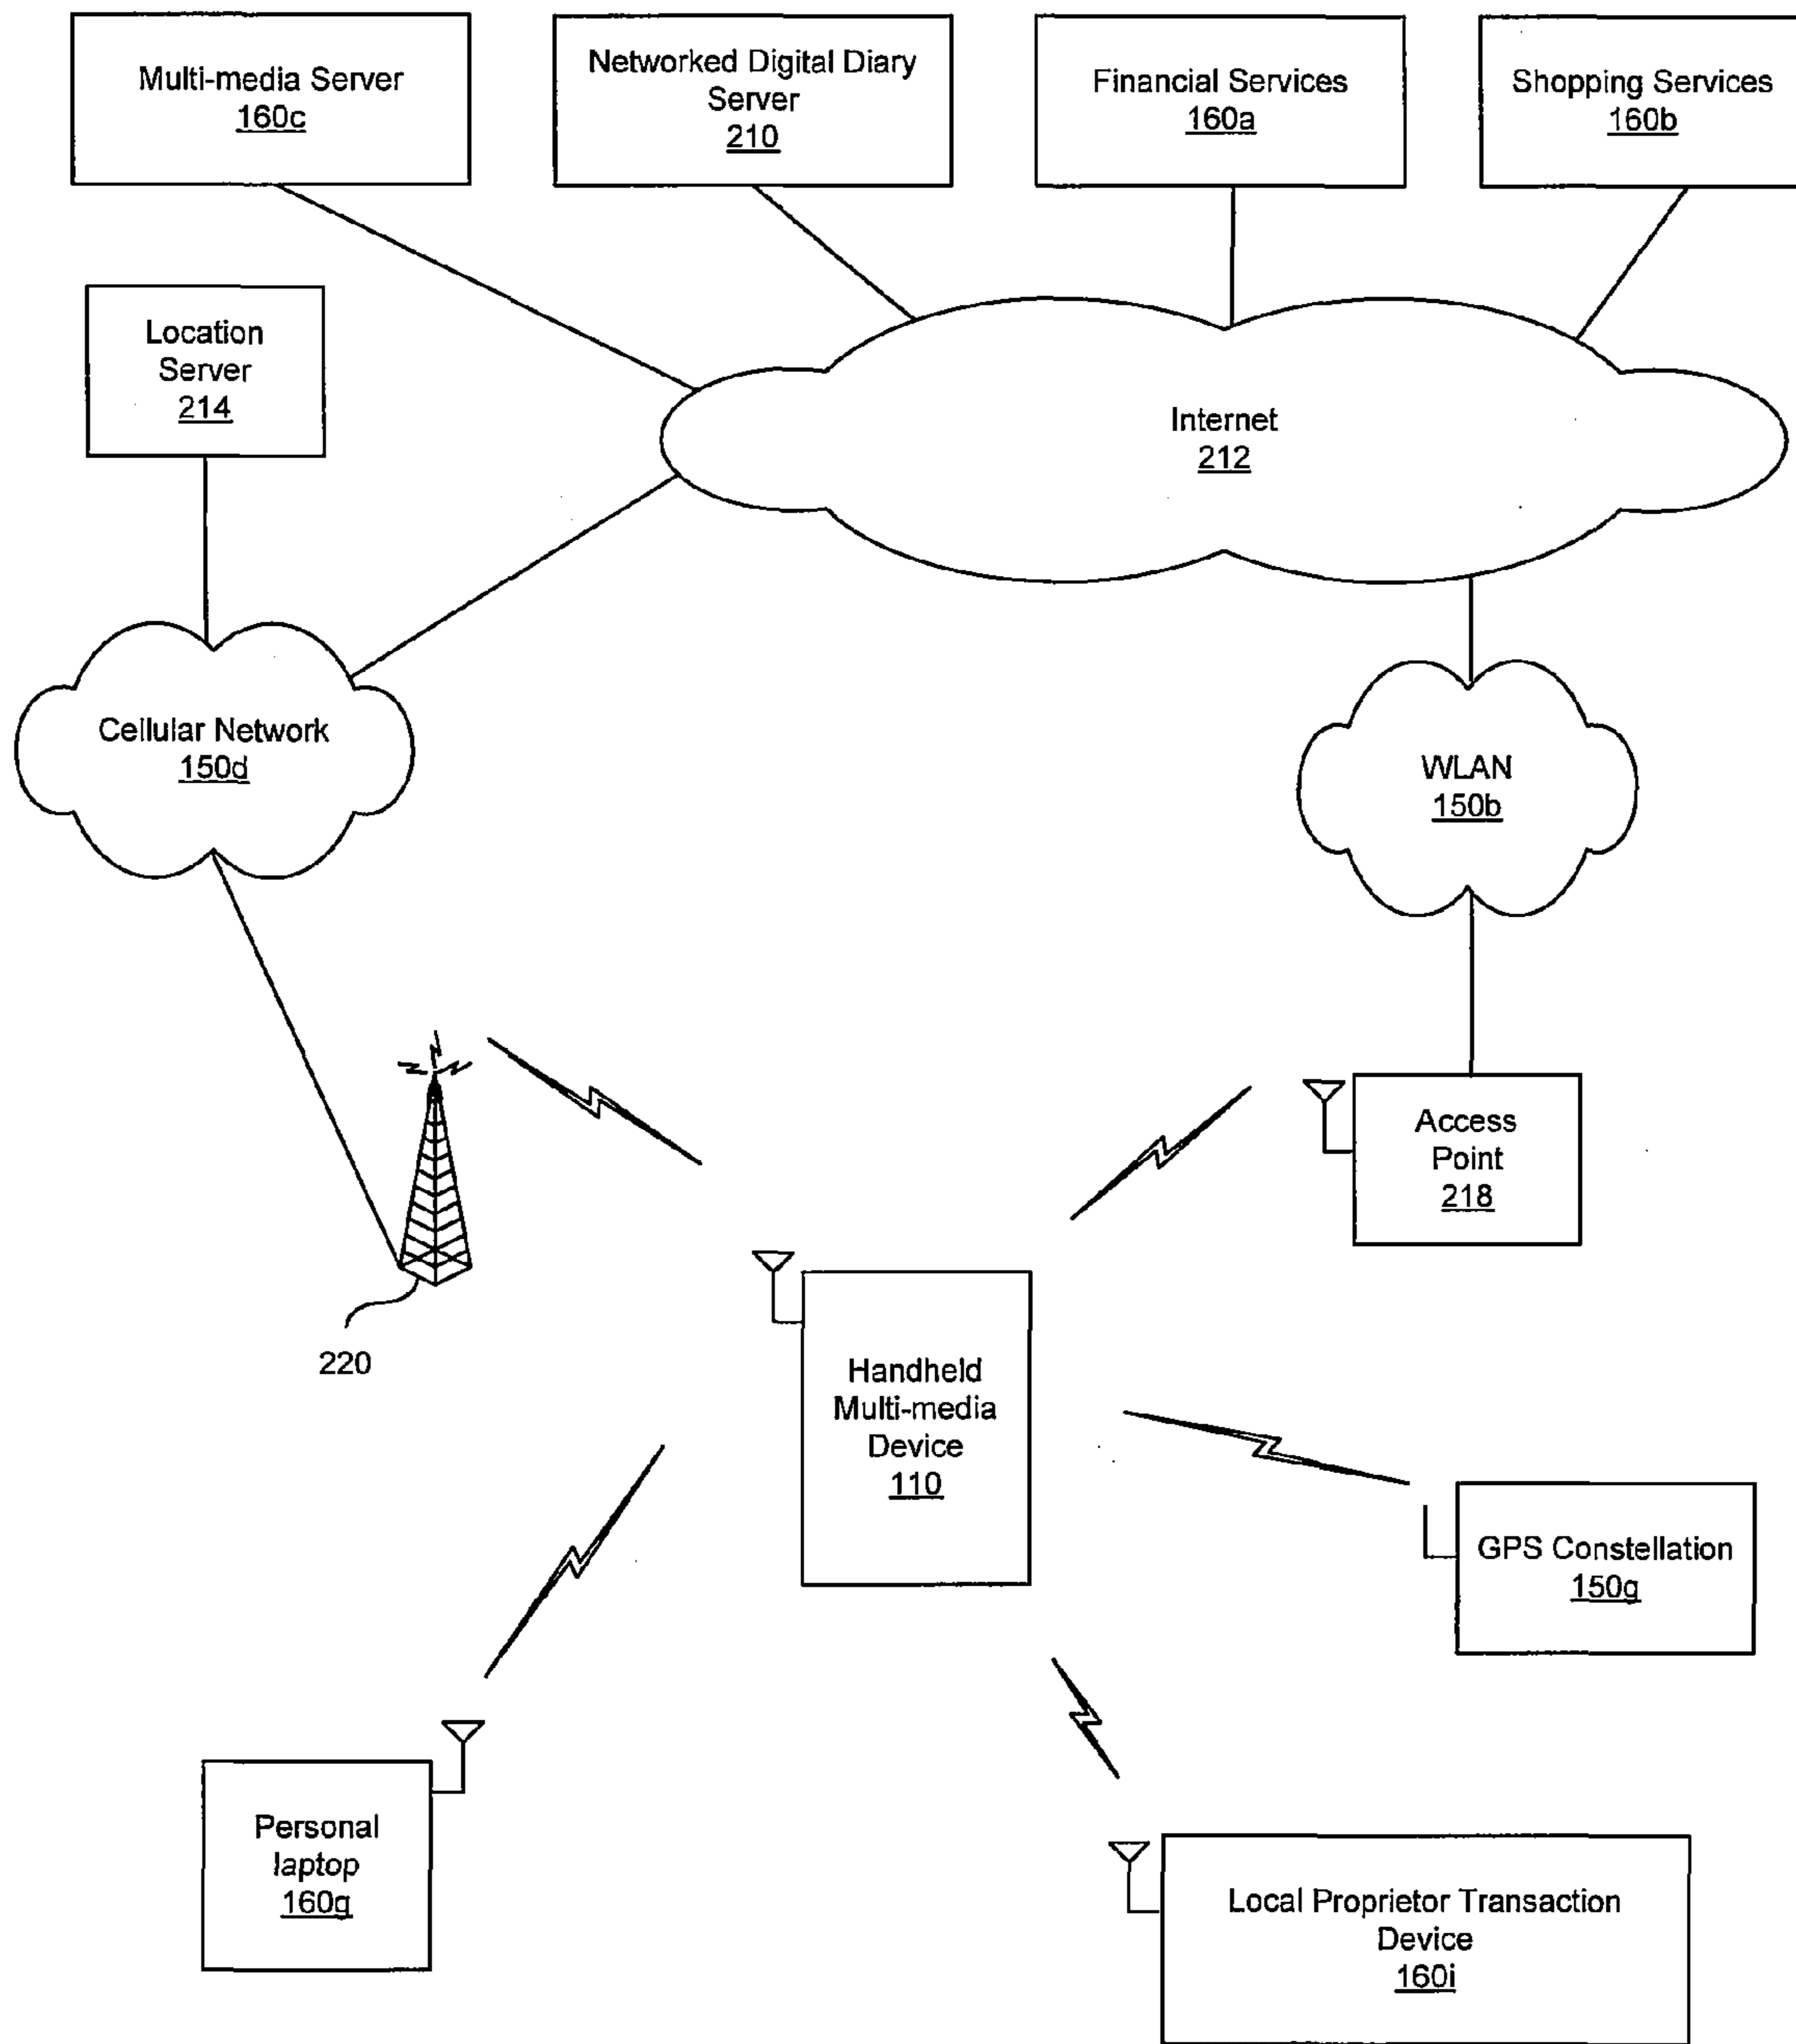 Multi-media Server
160c
Networked Digital Diary
Server
210
Financial Services
160a
Shopping Services
160b
Location
Server
214
Internet
212
Cellular Network
150d
WLAN
150b
Access
Point
218
220
Handheld
Multi-media
Device
110
GPS Constellation
150g
Personal
laptop
160g
Local Proprietor Transaction
Device
160i